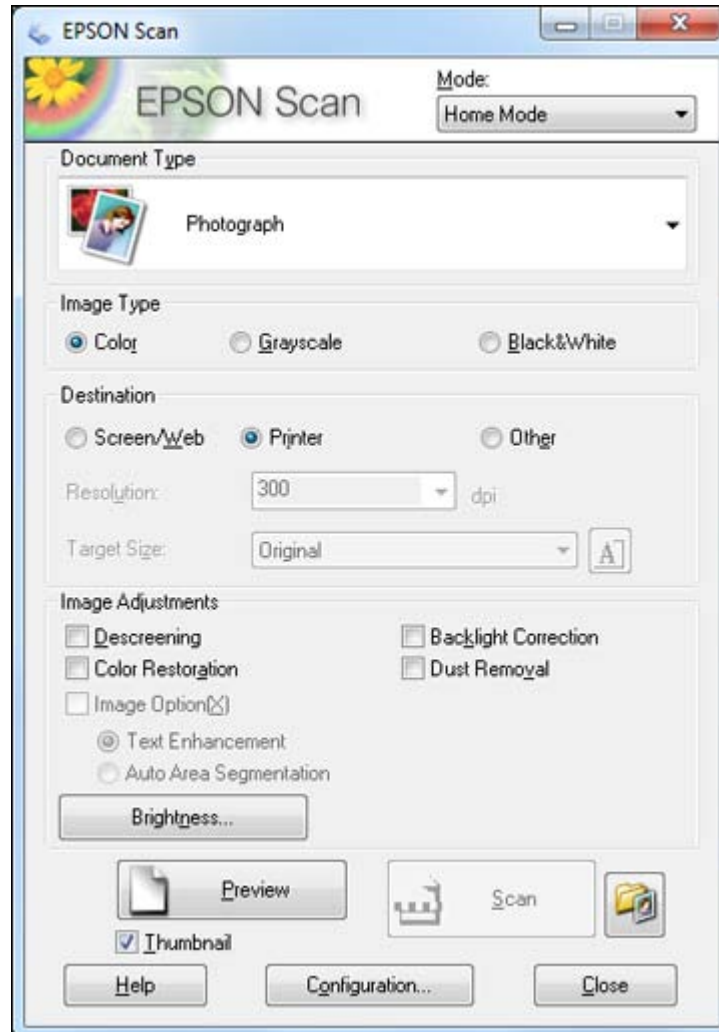 EPSON Scan
EPSON Scan
Mode:
Home Mode
Document Type
Photograph
Image Type
Color
Grayscale
Black&White
Destination
Screen/Web
Printer
Other
Resolution:
300
dpi
Target Size:
Original
A
Image Adjustments
Descreening
Backlight Correction
Color Restoration
Dust Removal
Image Option(X)
Text Enhancement
Auto Area Segmentation
Brightness...
Preview
Scan
Thumbnail
Help
Configuration...
Close